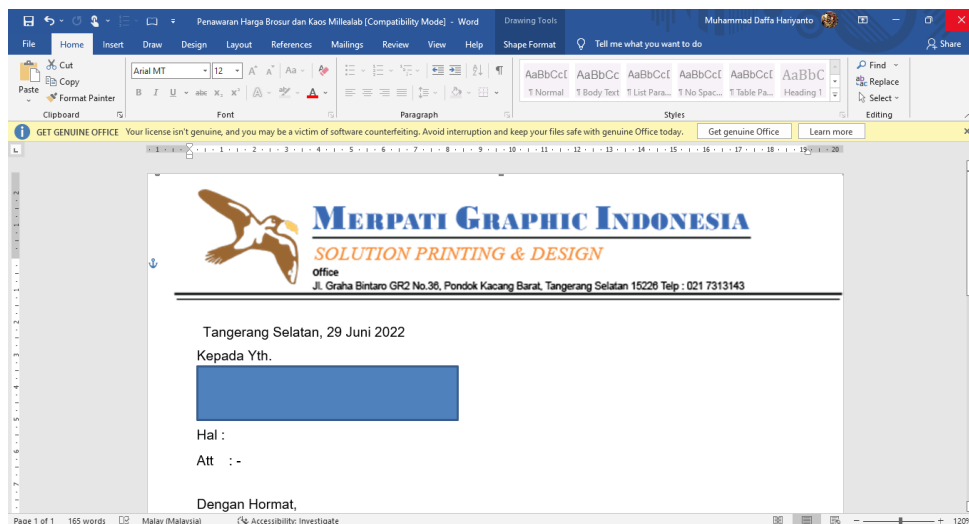 Penawaran Harga Brosur dan Kaos Millealab [Compatibility Mode] - Word
Drawing Tools
Muhammad Daffa Hariyanto
File Home Insert Draw Design Layout References Mailings Review View Help Shape Format Tell me what you want to do Share
Paste
Cut
Copy
Format Painter
Clipboard
Arial MT 12
Font
Paragraph
AaBbCcI AaBbCc AaBbCcI AaBbCcI AaBbCcI AaBbC
¶ Normal ¶ Body Text ¶ List Para... ¶ No Spac... ¶ Table Pa... Heading 1
Styles
Find
Replace
Select
Editing
GET GENUINE OFFICE Your license isn't genuine, and you may be a victim of software counterfeiting. Avoid interruption and keep your files safe with genuine Office today. Get genuine Office Learn more
MERPATI GRAPHIC INDONESIA
SOLUTION PRINTING & DESIGN
Office
Jl. Graha Bintaro GR2 No.36, Pondok Kacang Barat, Tangerang Selatan 15226 Telp : 021 7313143
Tangerang Selatan, 29 Juni 2022
Kepada Yth.
Hal :
Att : -
Dengan Hormat,
Page 1 of 1 165 words Malay (Malaysia) Accessibility: Investigate 120%